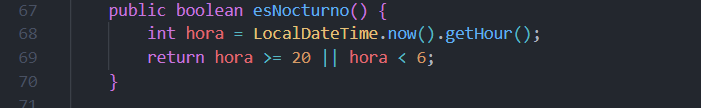 67 public boolean esNocturno() {
68 int hora = LocalDateTime.now().getHour();
69 return hora >= 20 || hora < 6;
70 }
71